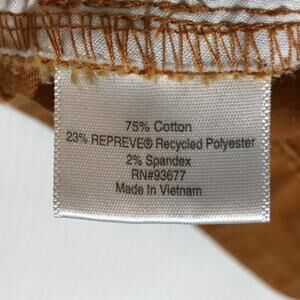 75% Cotton
23% REPREVE® Recycled Polyester
2% Spandex
RN#93677
Made In Vietnam